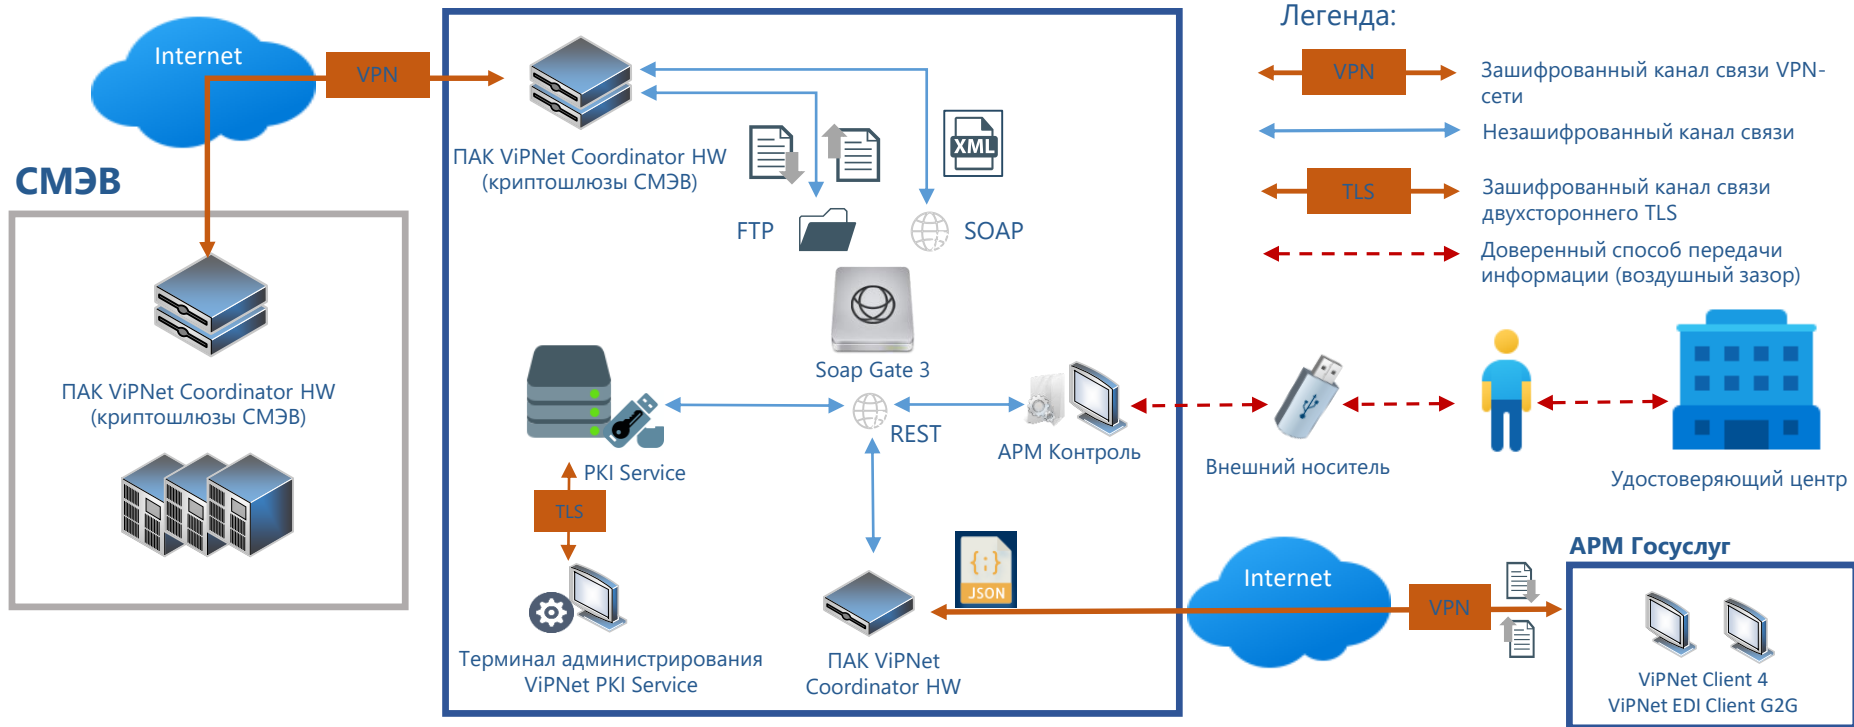 Internet
VPN
СМЭВ
ПАК ViPNet Coordinator HW
(криптошлюзы СМЭВ)
ПАК ViPNet Coordinator HW
(криптошлюзы СМЭВ)
XML
FTP
SOAP
Soap Gate 3
REST
PKI Service
TLS
Терминал администрирования
ViPNet PKI Service
АРМ Контроль
JSON
ПАК ViPNet
Coordinator HW
Легенда:
VPN
Зашифрованный канал связи VPN-
сети
Незашифрованный канал связи
TLS
Зашифрованный канал связи
двухстороннего TLS
Доверенный способ передачи
информации (воздушный зазор)
Внешний носитель
Удостоверяющий центр
Internet
VPN
АРМ Госуслуг
ViPNet Client 4
ViPNet EDI Client G2G